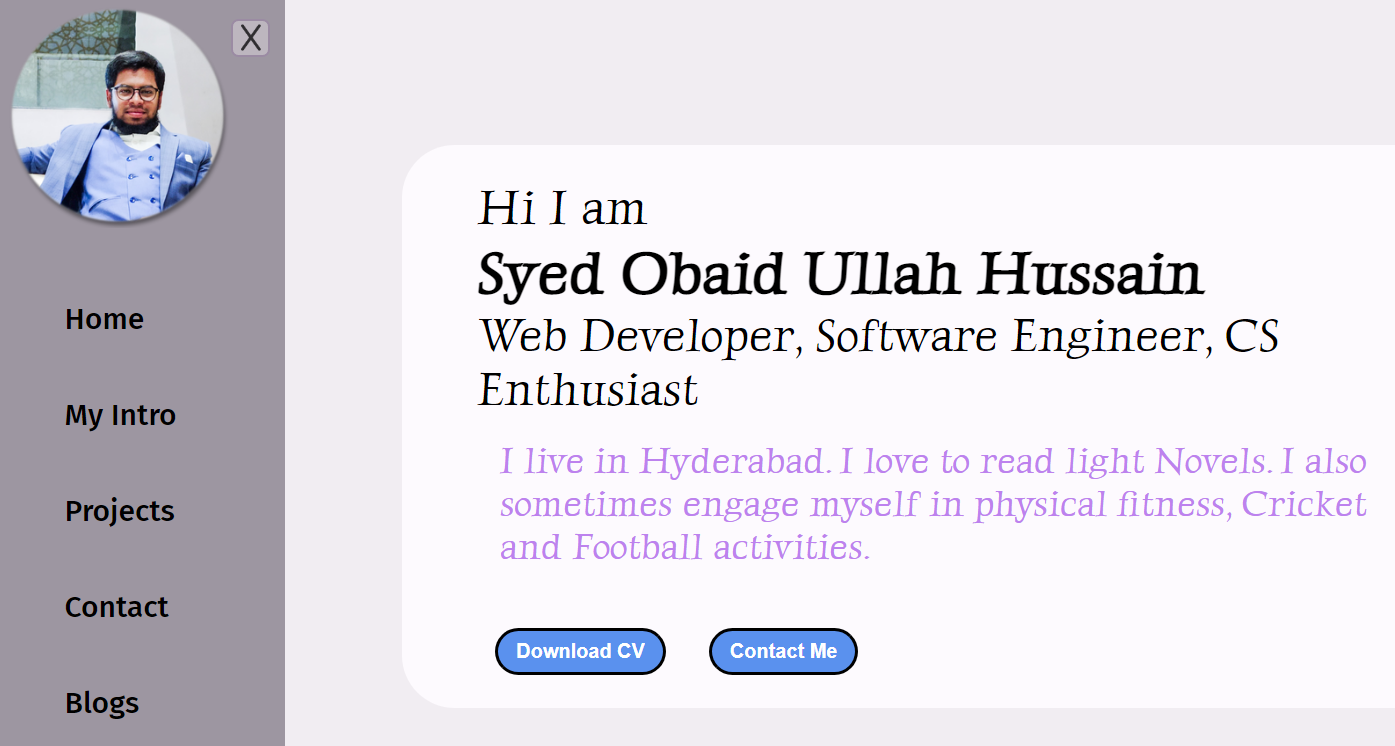 X
Home
My Intro
Projects
Contact
Blogs
Hi I am
Syed Obaid Ullah Hussain
Web Developer, Software Engineer, CS
Enthusiast
I live in Hyderabad. I love to read light Novels. I also
sometimes engage myself in physical fitness, Cricket
and Football activities.
Download CV
Contact Me